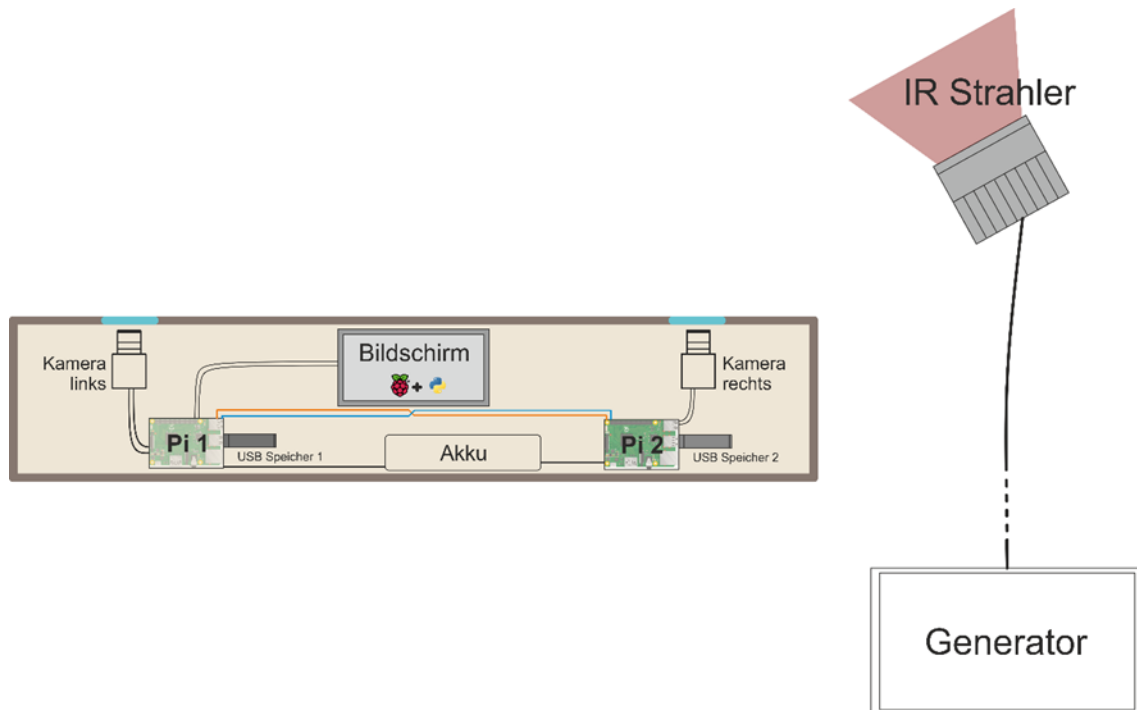 IR Strahler
Kamera
links
Bildschirm
+
Kamera
rechts
Pi 1
USB Speicher 1
Akku
Pi 2
USB Speicher 2
Generator